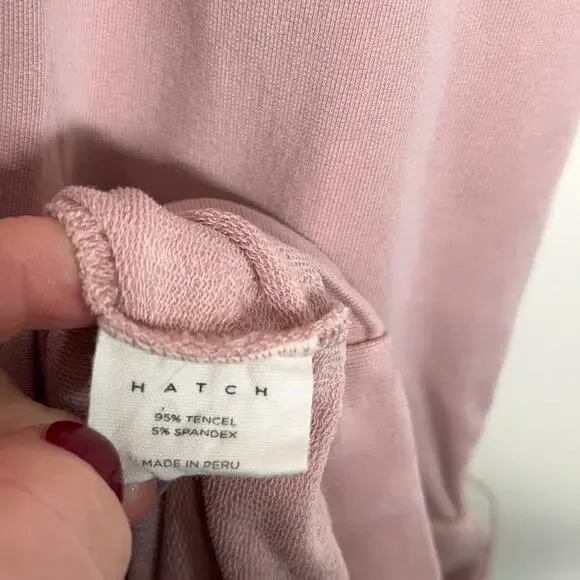 HATCH
95% TENCEL
5% SPANDEX
MADE IN PERU